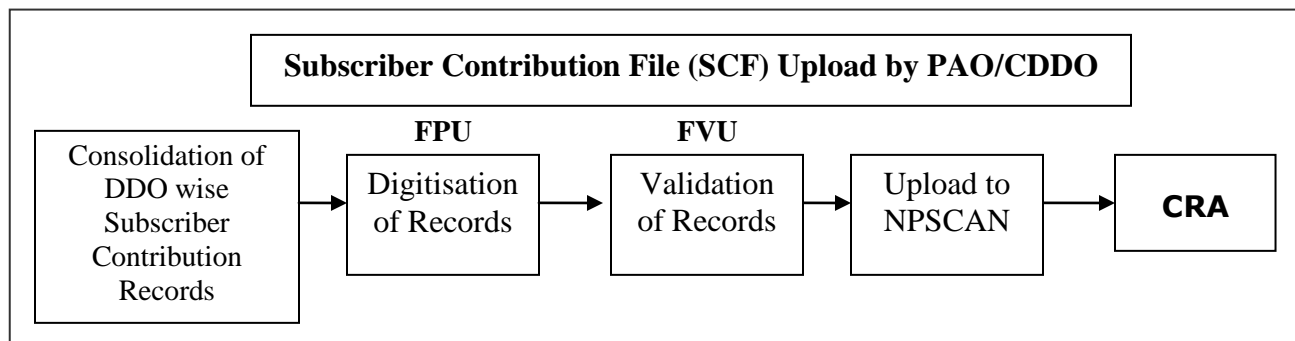 Subscriber Contribution File (SCF) Upload by PAO/CDDO
FPU
FVU
Consolidation of
DDO wise
Subscriber
Contribution
Records
Digitisation
of Records
Validation
of Records
Upload to
NPSCAN
CRA